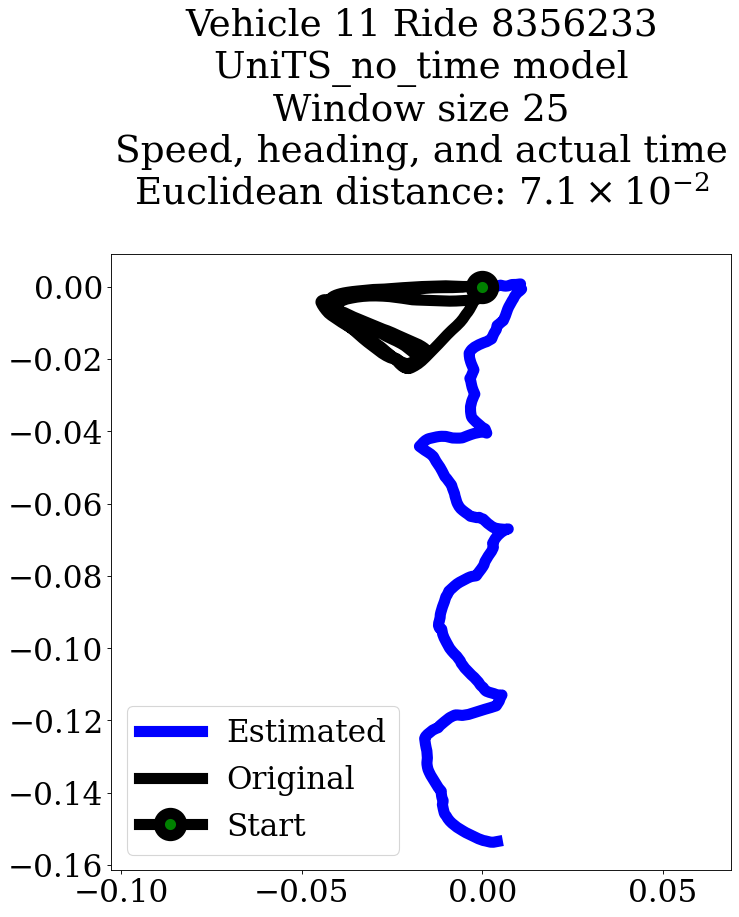 Vehicle 11 Ride 8356233
UniTS_no_time model
Window size 25
Speed, heading, and actual time
Euclidean distance: 7.1 × 10⁻²
0.00
−0.02
−0.04
−0.06
−0.08
−0.10
−0.12
−0.14
−0.16
Estimated
Original
Start
−0.10
−0.05
0.00
0.05